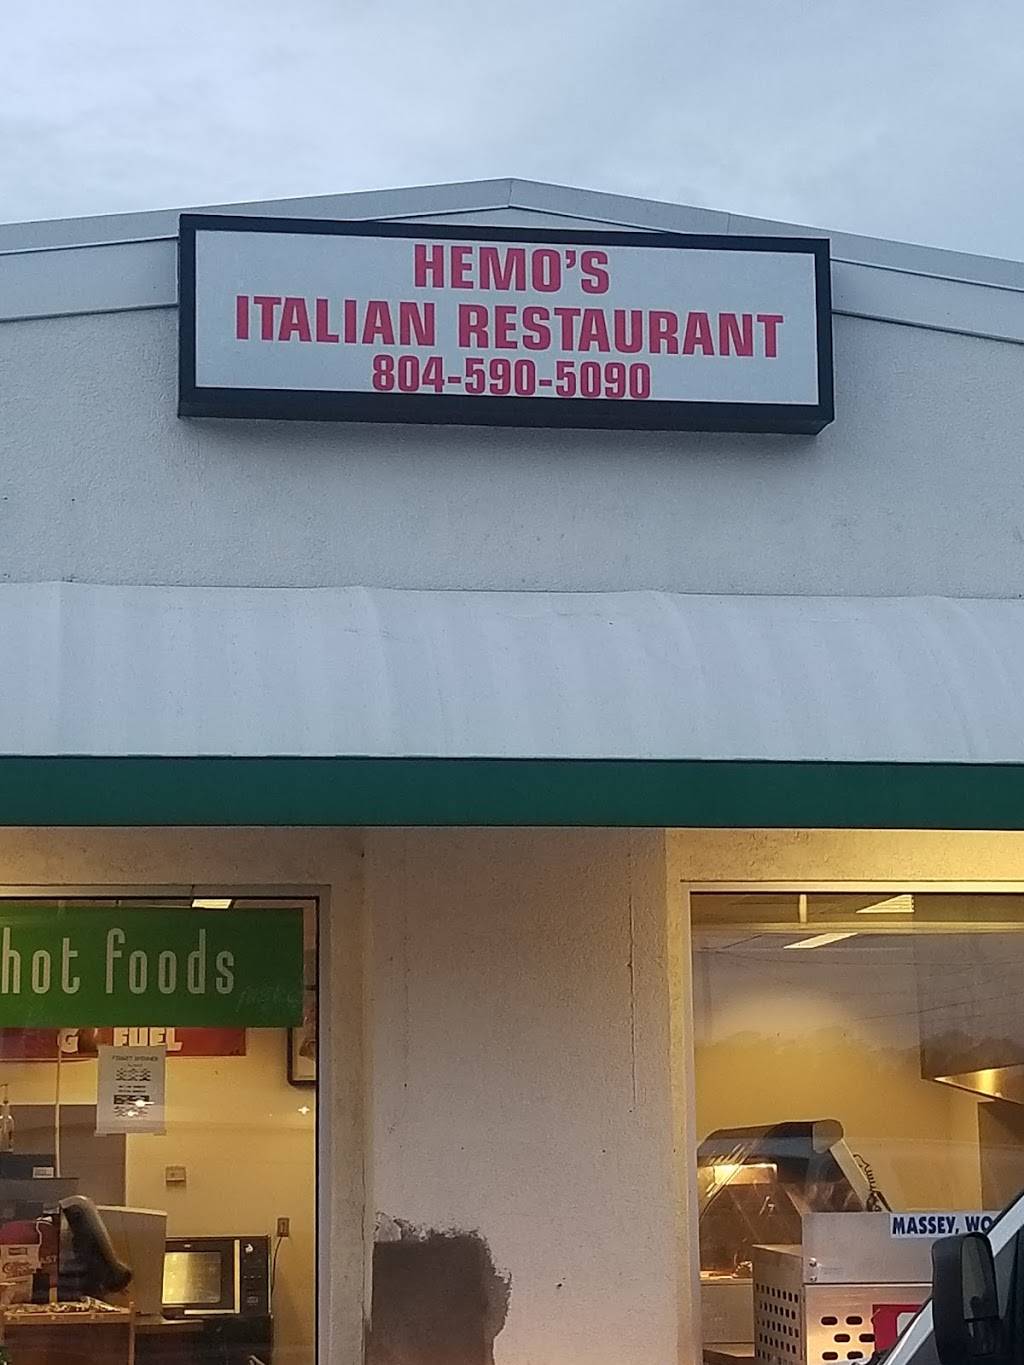 HEMO'S
ITALIAN RESTAURANT
804-590-5090
hot foods
FUEL
MASSEY, WO